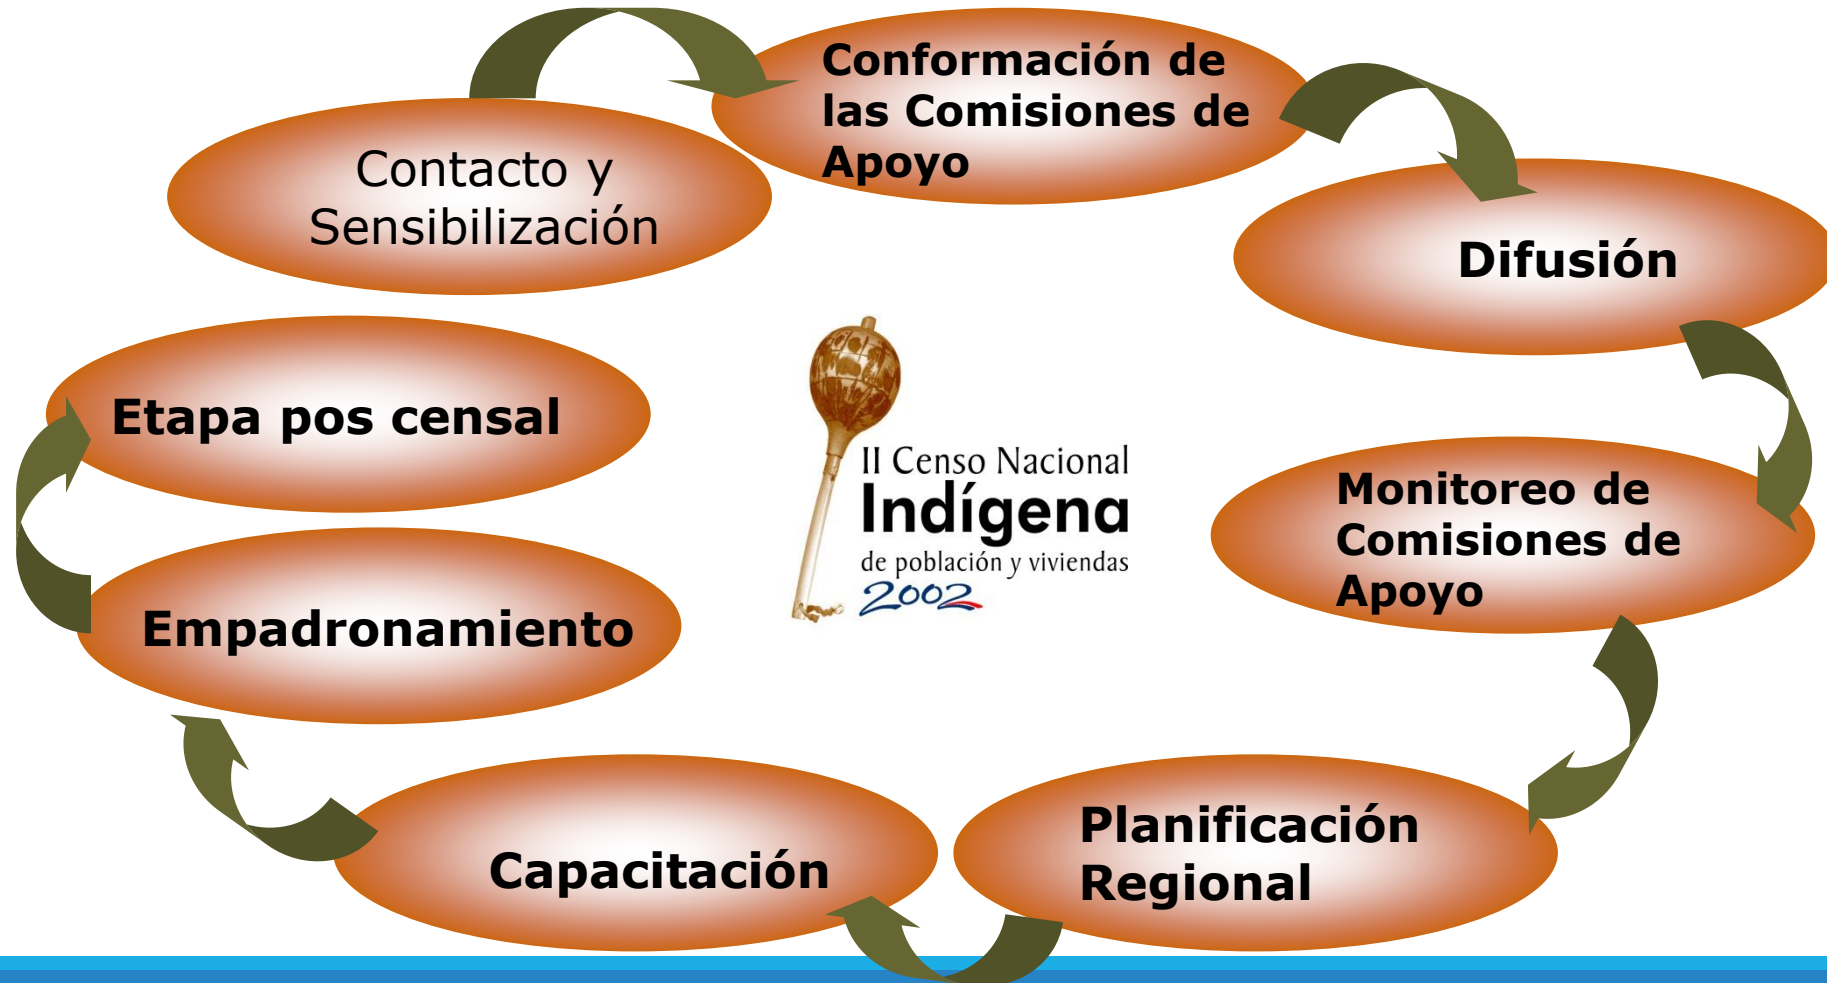 Contacto y
Sensibilización
Conformación de
las Comisiones de
Apoyo
Difusión
Monitoreo de
Comisiones de
Apoyo
Planificación
Regional
Capacitación
Empadronamiento
Etapa pos censal
II Censo Nacional
Indígena
de población y viviendas
2002